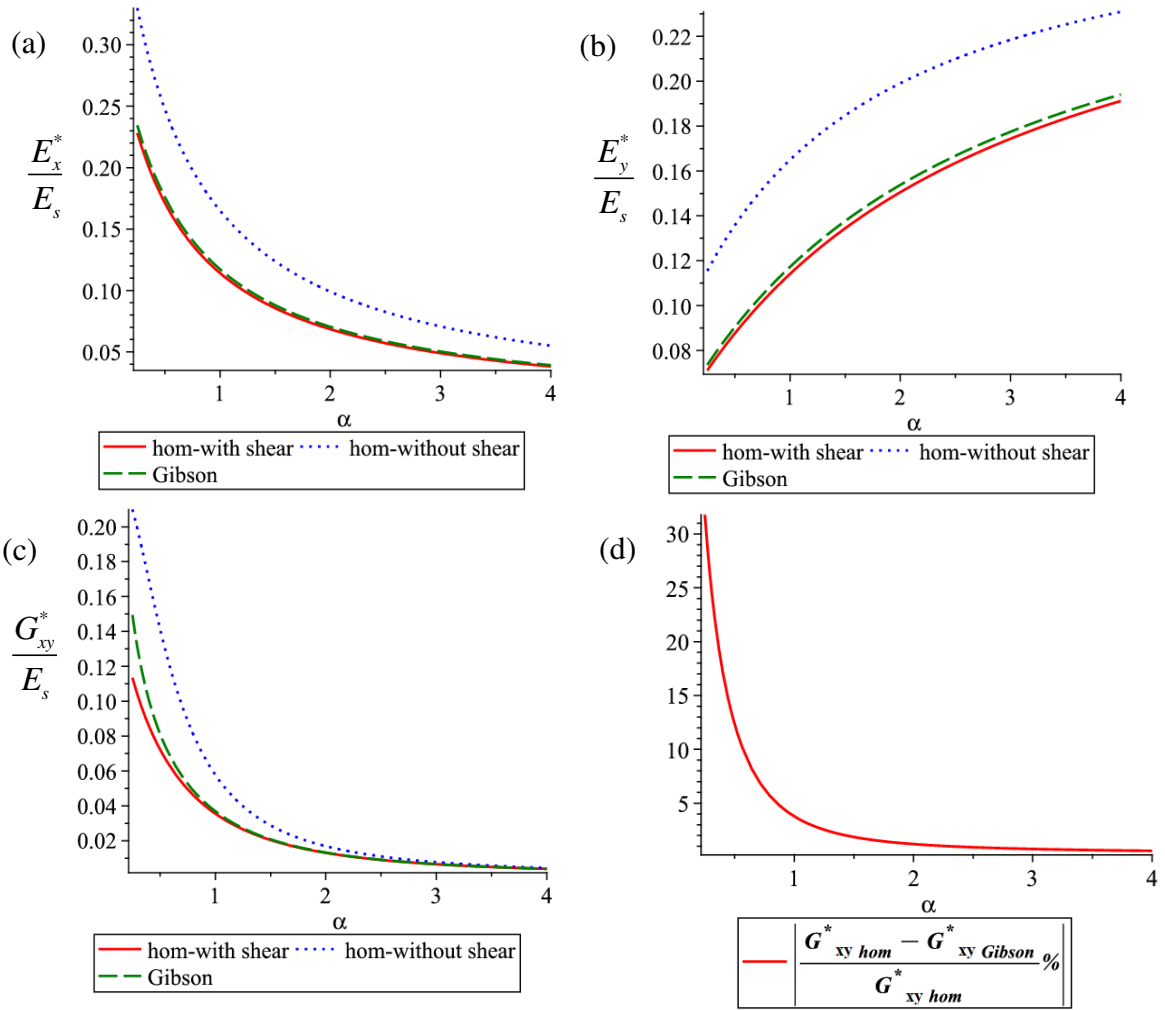 (a)
E*x
Es
0.30
0.25
0.20
0.15
0.10
0.05
1 2 3 4
α
hom-with shear hom-without shear
Gibson
(b)
E*y
Es
0.22
0.20
0.18
0.16
0.14
0.12
0.10
0.08
1 2 3 4
α
hom-with shear hom-without shear
Gibson
(c)
G*xy
Es
0.20
0.18
0.16
0.14
0.12
0.10
0.08
0.06
0.04
0.02
1 2 3 4
α
hom-with shear hom-without shear
Gibson
(d)
30
25
20
15
10
5
1 2 3 4
α
G*xy hom − G*xy Gibson
%
G*xy hom